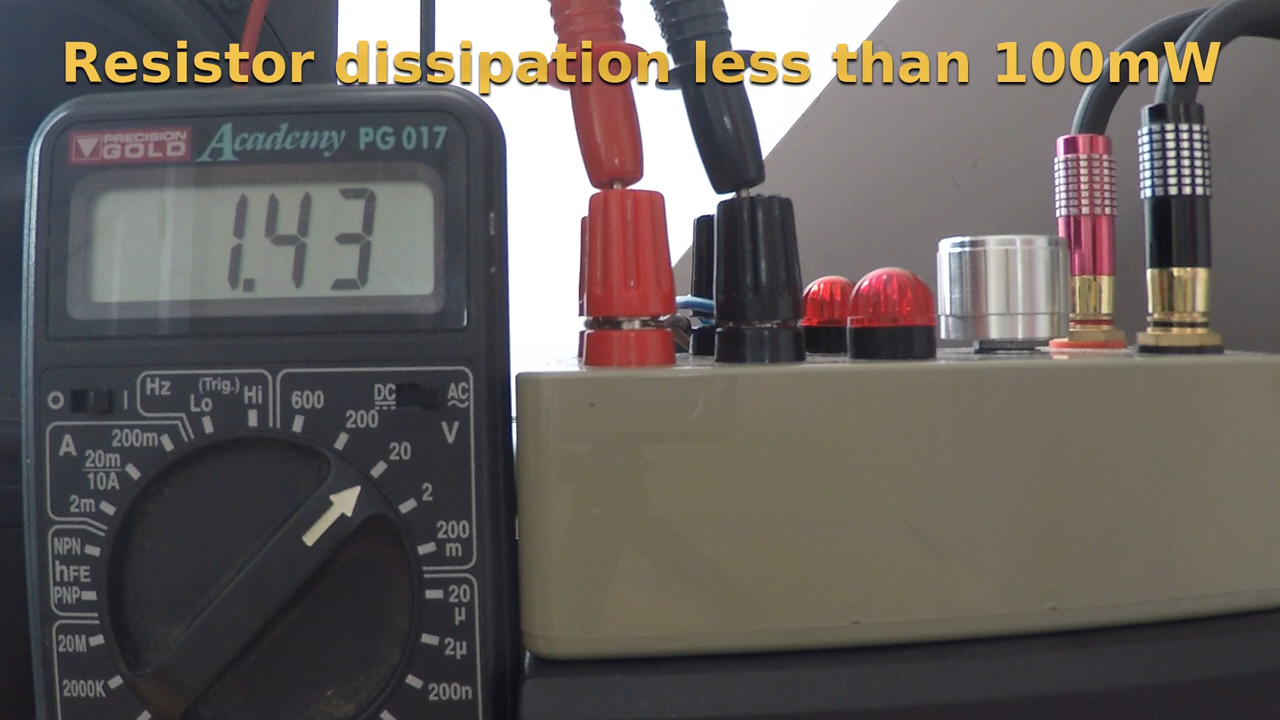 Resistor dissipation less than 100mW
PRECISION
GOLD
Academy PG 017
1.43
O I Hz (Trig.) Lo Hi 600 DC AC
200 V
A 200m 20
20m
10A 2
2m 200
m
NPN
hFE
PNP 20
µ
20M 2µ
2000K 200n